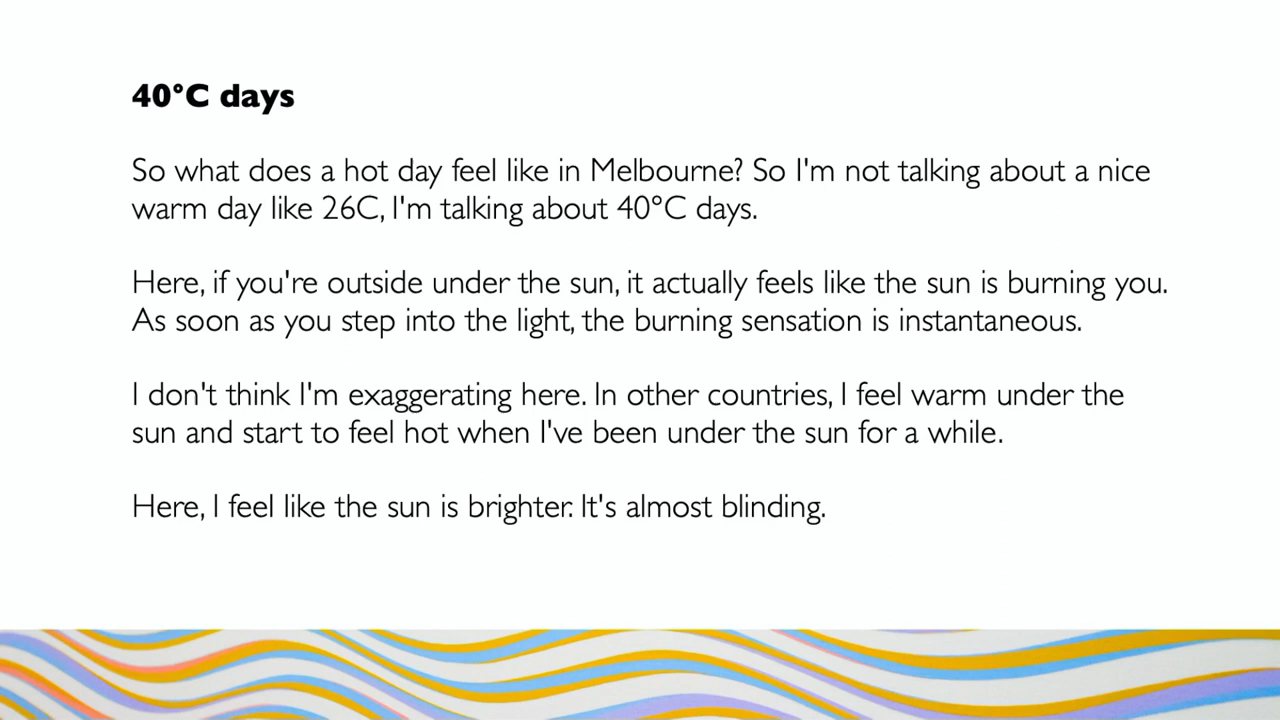 40°C days
So what does a hot day feel like in Melbourne? So I'm not talking about a nice
warm day like 26C, I'm talking about 40°C days.
Here, if you're outside under the sun, it actually feels like the sun is burning you.
As soon as you step into the light, the burning sensation is instantaneous.
I don't think I'm exaggerating here. In other countries, I feel warm under the
sun and start to feel hot when I've been under the sun for a while.
Here, I feel like the sun is brighter. It's almost blinding.